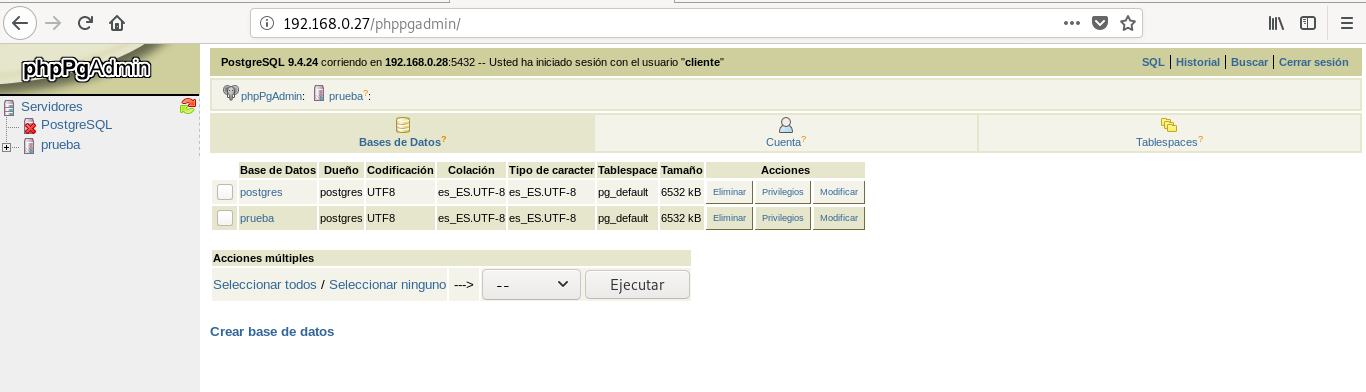 192.168.0.27/phppgadmin/
phpPgAdmin
Servidores
PostgreSQL
prueba
PostgreSQL 9.4.24 corriendo en 192.168.0.28:5432 -- Usted ha iniciado sesión con el usuario "cliente"
SQL | Historial | Buscar | Cerrar sesión
phpPgAdmin: prueba?:
Bases de Datos? Cuenta? Tablespaces?
Base de Datos Dueño Codificación Colación Tipo de caracter Tablespace Tamaño Acciones
postgres postgres UTF8 es_ES.UTF-8 es_ES.UTF-8 pg_default 6532 kB Eliminar Privilegios Modificar
prueba postgres UTF8 es_ES.UTF-8 es_ES.UTF-8 pg_default 6532 kB Eliminar Privilegios Modificar
Acciones múltiples
Seleccionar todos / Seleccionar ninguno ---> -- Ejecutar
Crear base de datos